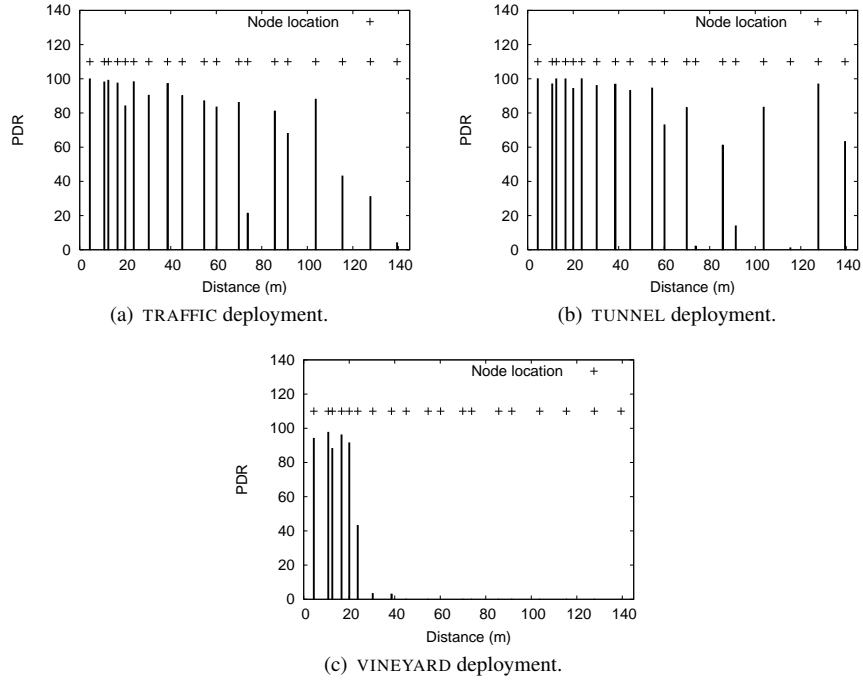 140
120
100
80
60
40
20
0
PDR
Node location
0 20 40 60 80 100 120 140
Distance (m)
(a) TRAFFIC deployment.
140
120
100
80
60
40
20
0
PDR
Node location
0 20 40 60 80 100 120 140
Distance (m)
(b) TUNNEL deployment.
140
120
100
80
60
40
20
0
PDR
Node location
0 20 40 60 80 100 120 140
Distance (m)
(c) VINEYARD deployment.